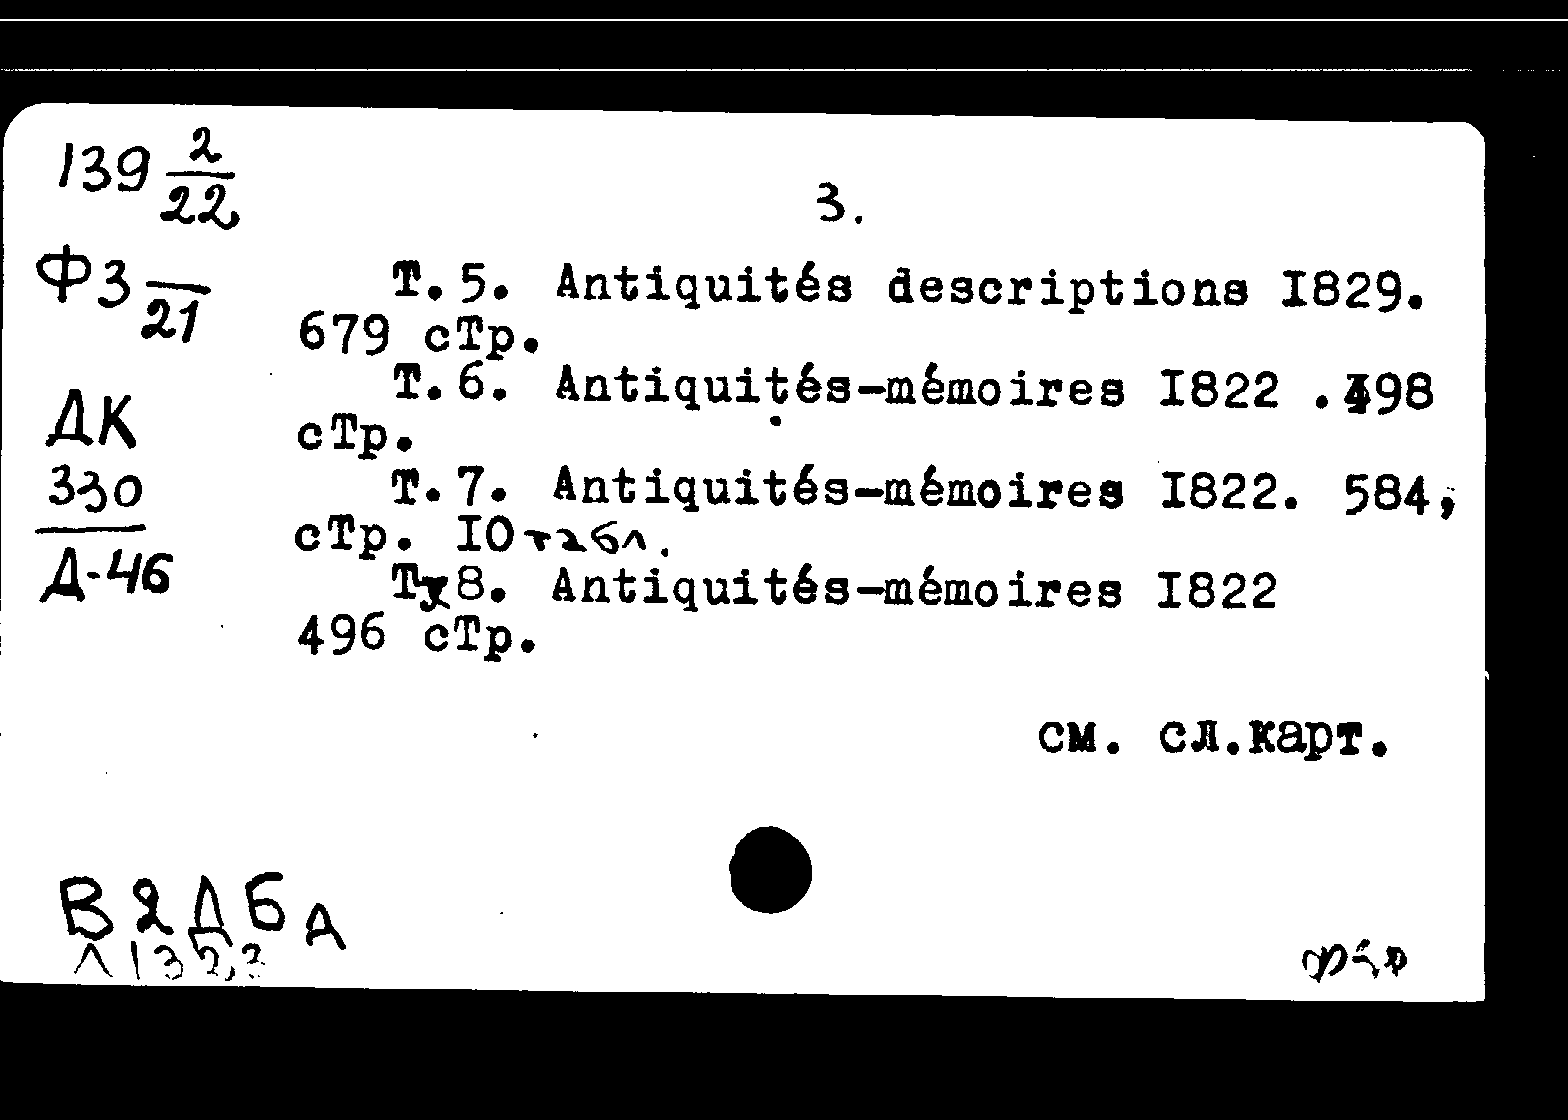 139 2/22
3.
Ф3 —/21
Т.5. Antiquités descriptions I829.
679 сТр.
Т.6. Antiquités-mémoires I822 .498
сТр.
ДК
330
Д-46
Т.7. Antiquités-mémoires I822. 584,
сТр. IO табл.
Т.8. Antiquités-mémoires I822
496 сТр.
см. сл.карт.
В 2 Д Б А